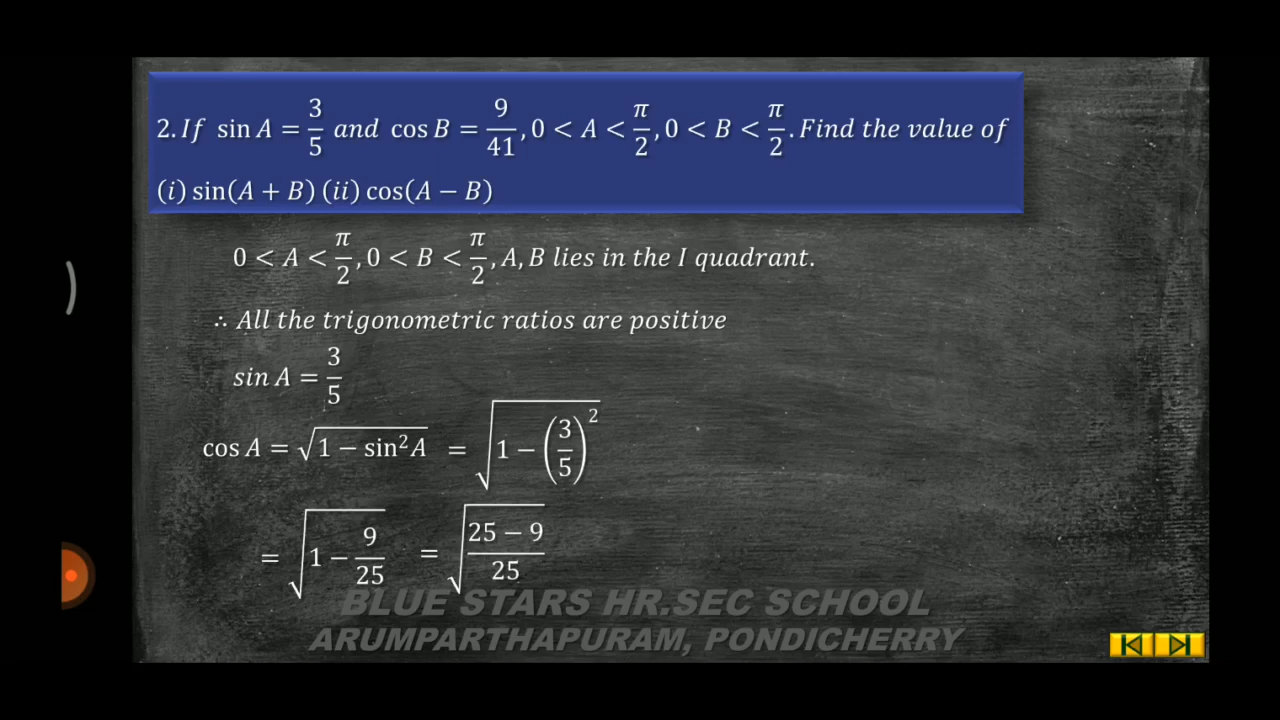 2. If sin A = 3/5 and cos B = 9/41, 0 < A < π/2, 0 < B < π/2. Find the value of
(i) sin(A + B) (ii) cos(A − B)
0 < A < π/2, 0 < B < π/2, A, B lies in the I quadrant.
∴ All the trigonometric ratios are positive
sin A = 3/5
cos A = √(1 − sin²A) = √(1 − (3/5)²)
= √(1 − 9/25) = √((25 − 9)/25)
BLUE STARS HR.SEC SCHOOL
ARUMPARTHAPURAM, PONDICHERRY